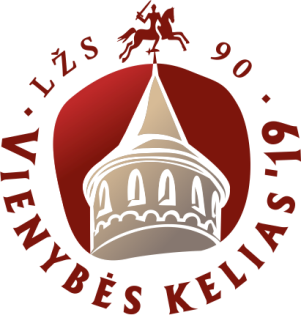 · LŽS 90 ·
VIENYBĖS KELIAS '19